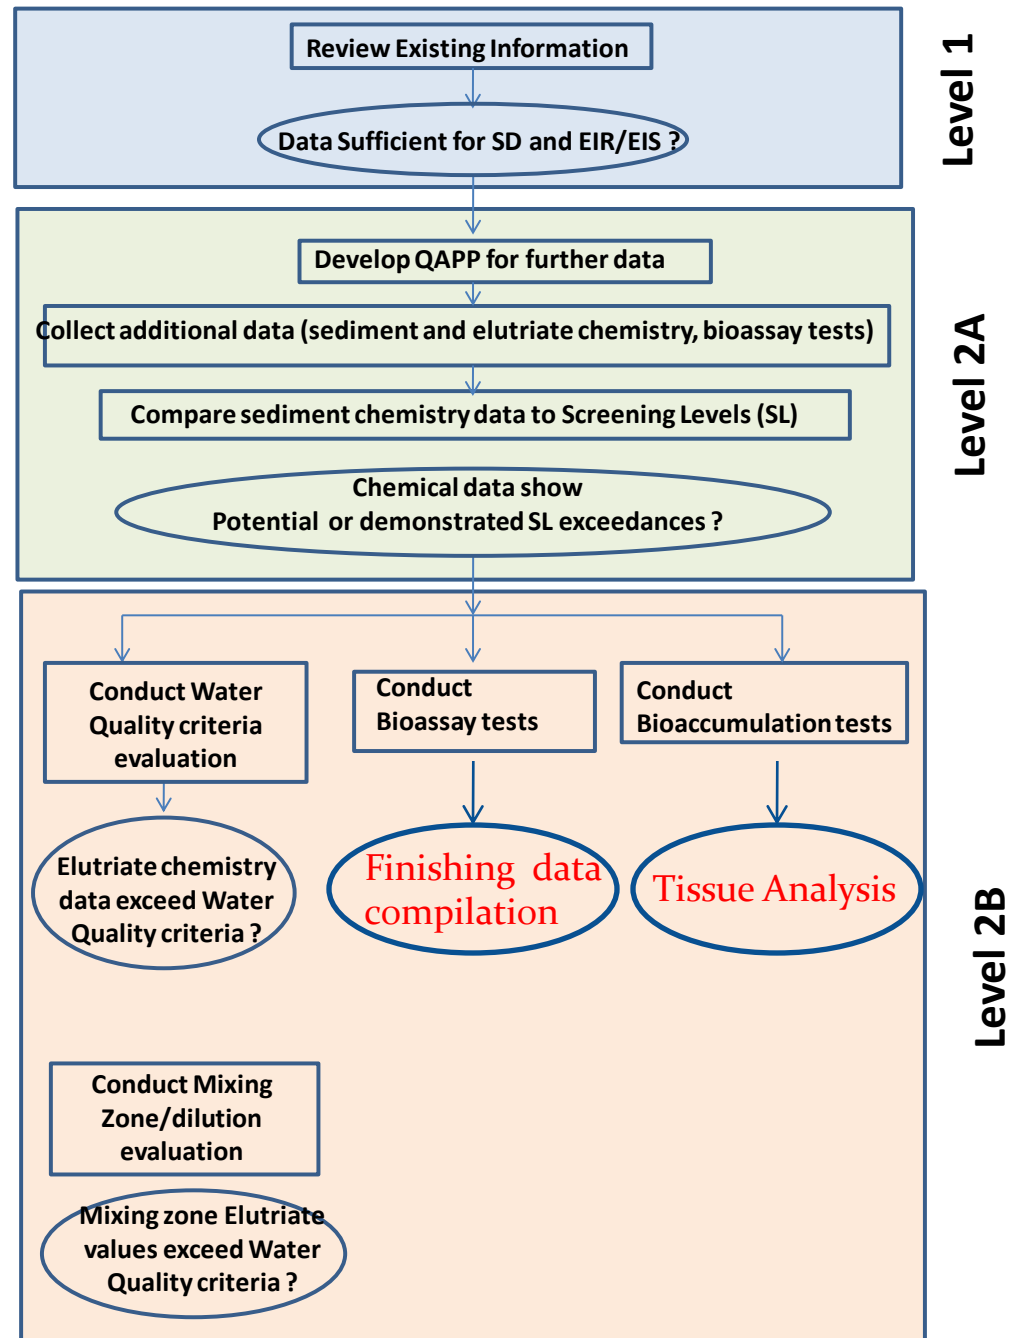 Review Existing Information
Level 1
Data Sufficient for SD and EIR/EIS ?
Develop QAPP for further data
Collect additional data (sediment and elutriate chemistry, bioassay tests)
Level 2A
Compare sediment chemistry data to Screening Levels (SL)
Chemical data show
Potential or demonstrated SL exceedances ?
Conduct Water
Quality criteria
evaluation
Conduct
Bioassay tests
Conduct
Bioaccumulation tests
Elutriate chemistry
data exceed Water
Quality criteria ?
Finishing data
compilation
Tissue Analysis
Level 2B
Conduct Mixing
Zone/dilution
evaluation
Mixing zone Elutriate
values exceed Water
Quality criteria ?